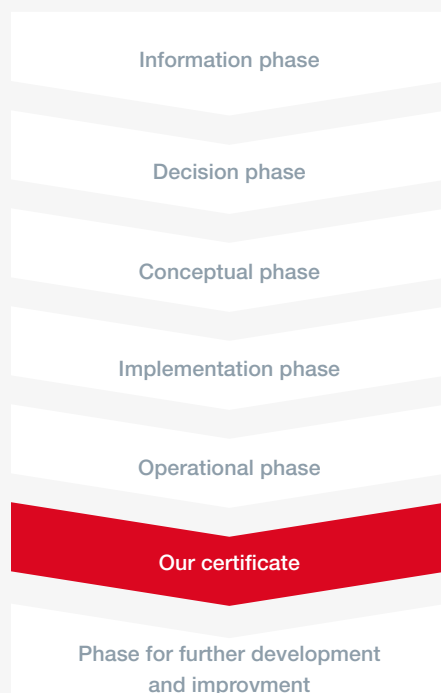 Information phase
Decision phase
Conceptual phase
Implementation phase
Operational phase
Our certificate
Phase for further development
and improvment